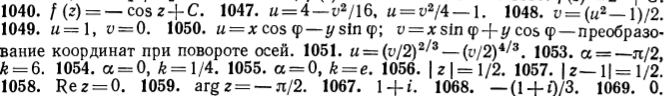 1040. f (z) = — cos z + C. 1047. u = 4 — v²/16, u = v²/4 — 1. 1048. v = (u² — 1)/2.
1049. u = 1, v = 0. 1050. u = x cos φ — y sin φ; v = x sin φ + y cos φ — преобразо-
вание координат при повороте осей. 1051. u = (v/2)^{2/3} — (v/2)^{4/3}. 1053. α = —π/2,
k = 6. 1054. α = 0, k = 1/4. 1055. α = 0, k = e. 1056. |z| = 1/2. 1057. |z — 1| = 1/2.
1058. Re z = 0. 1059. arg z = — π/2. 1067. 1 + i. 1068. — (1 + i)/3. 1069. 0.